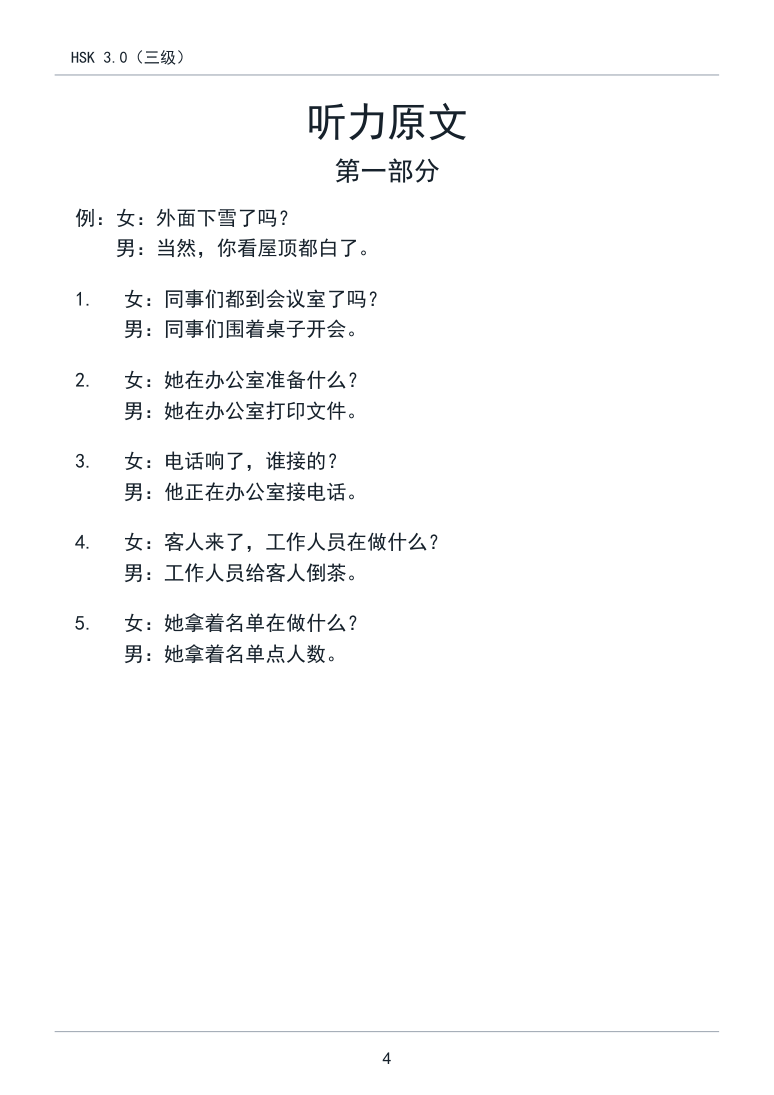 HSK 3.0（三级）
听力原文
第一部分
例：女：外面下雪了吗？
男：当然，你看屋顶都白了。
1. 女：同事们都到会议室了吗？
男：同事们围着桌子开会。
2. 女：她在办公室准备什么？
男：她在办公室打印文件。
3. 女：电话响了，谁接的？
男：他正在办公室接电话。
4. 女：客人来了，工作人员在做什么？
男：工作人员给客人倒茶。
5. 女：她拿着名单在做什么？
男：她拿着名单点人数。
4